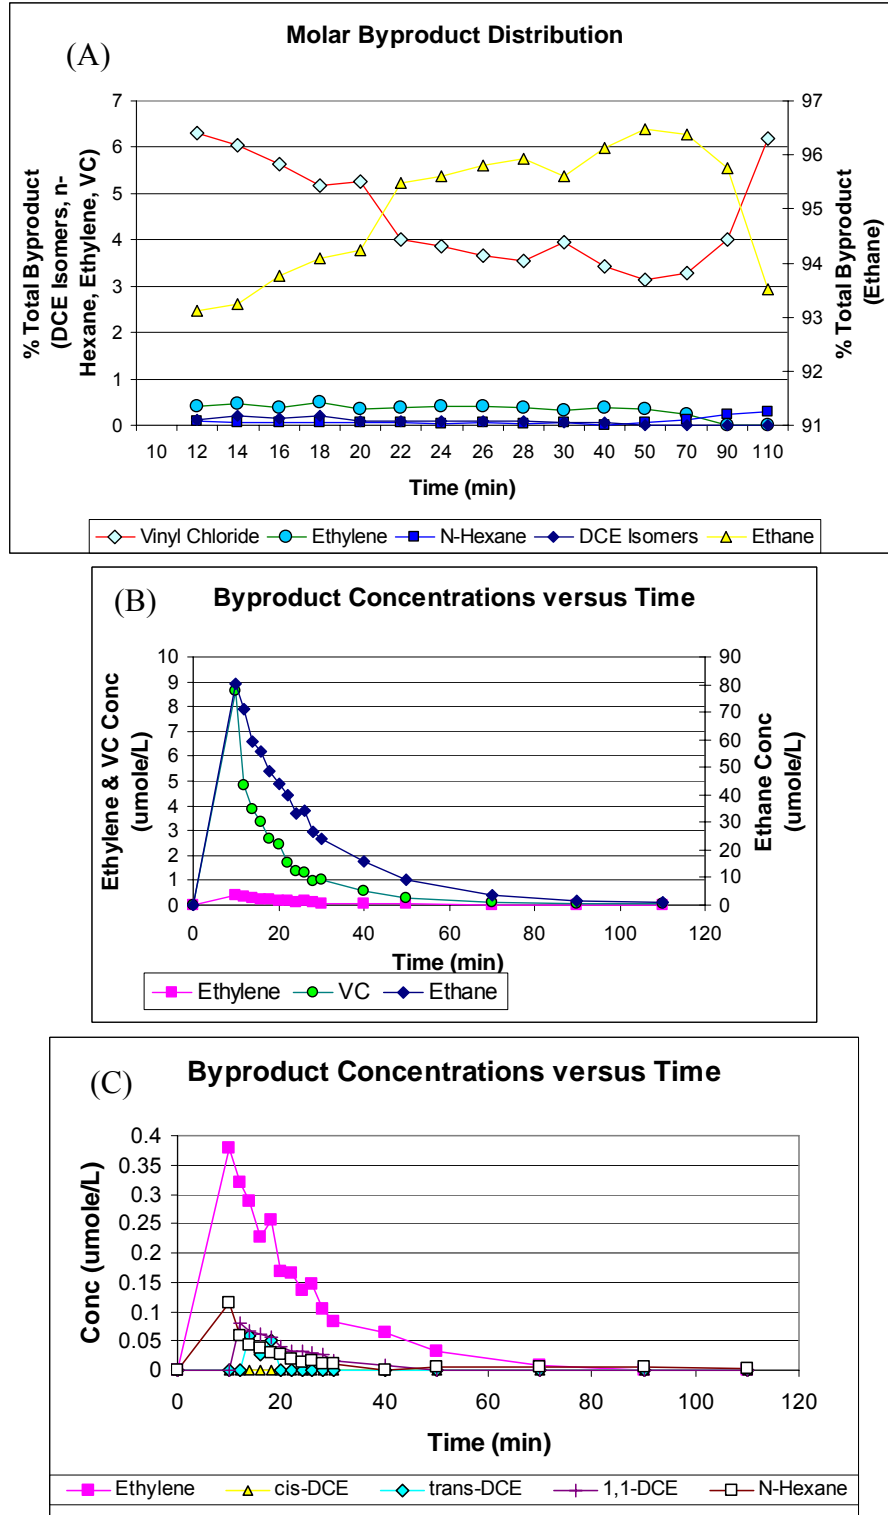 (A)
Molar Byproduct Distribution
% Total Byproduct
(DCE Isomers, n-
Hexane, Ethylene, VC)
7
6
5
4
3
2
1
0
97
96
95
94
93
92
91
% Total Byproduct
(Ethane)
10 12 14 16 18 20 22 24 26 28 30 40 50 70 90 110
Time (min)
Vinyl Chloride Ethylene N-Hexane DCE Isomers Ethane
(B)
Byproduct Concentrations versus Time
Ethylene & VC Conc
(umole/L)
10
9
8
7
6
5
4
3
2
1
0
90
80
70
60
50
40
30
20
10
0
Ethane Conc
(umole/L)
0 20 40 60 80 100 120
Time (min)
Ethylene VC Ethane
(C)
Byproduct Concentrations versus Time
Conc (umole/L)
0.4
0.35
0.3
0.25
0.2
0.15
0.1
0.05
0
0 20 40 60 80 100 120
Time (min)
Ethylene cis-DCE trans-DCE 1,1-DCE N-Hexane